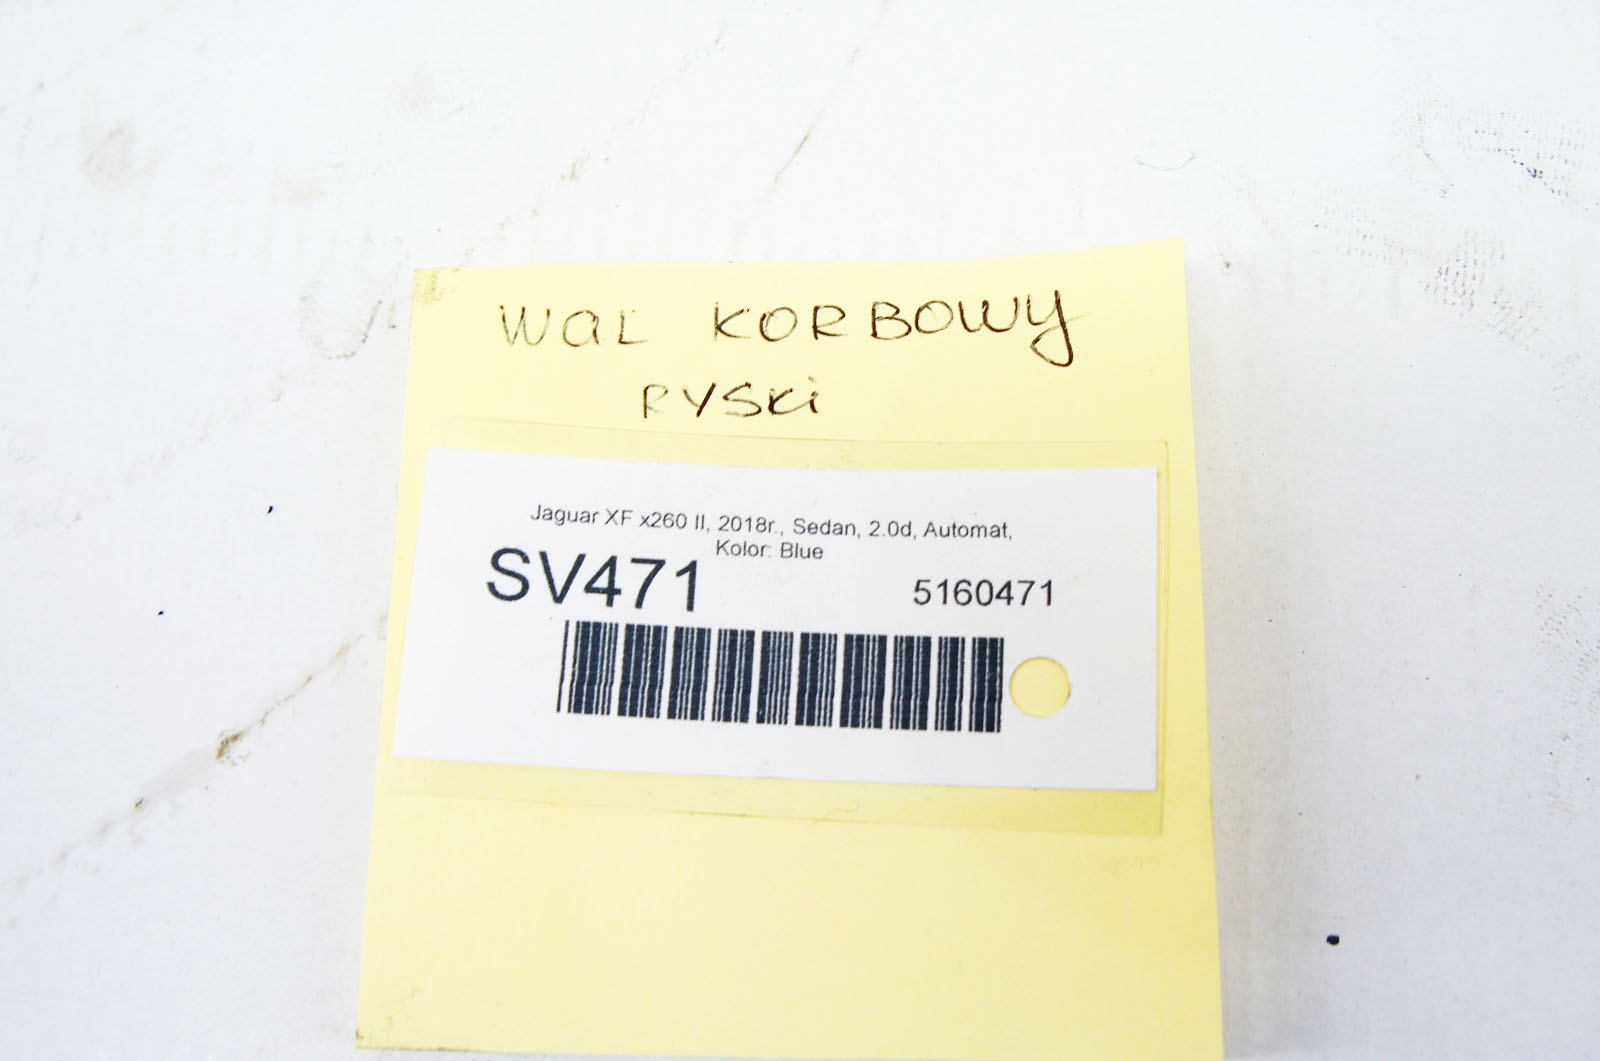 WAL KORBOWY
RYSKi
Jaguar XF x260 II, 2018r., Sedan, 2.0d, Automat,
Kolor: Blue
SV471
5160471